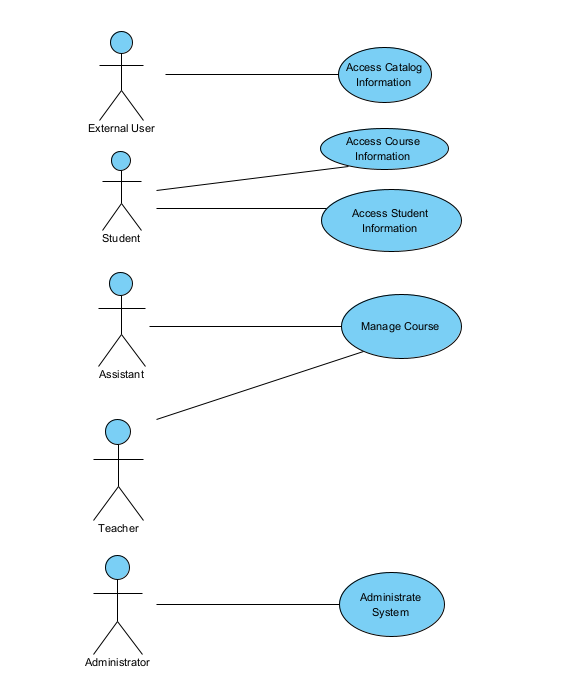 Access Catalog
Information
External User
Access Course
Information
Student
Access Student
Information
Assistant
Manage Course
Teacher
Administrator
Administrate
System